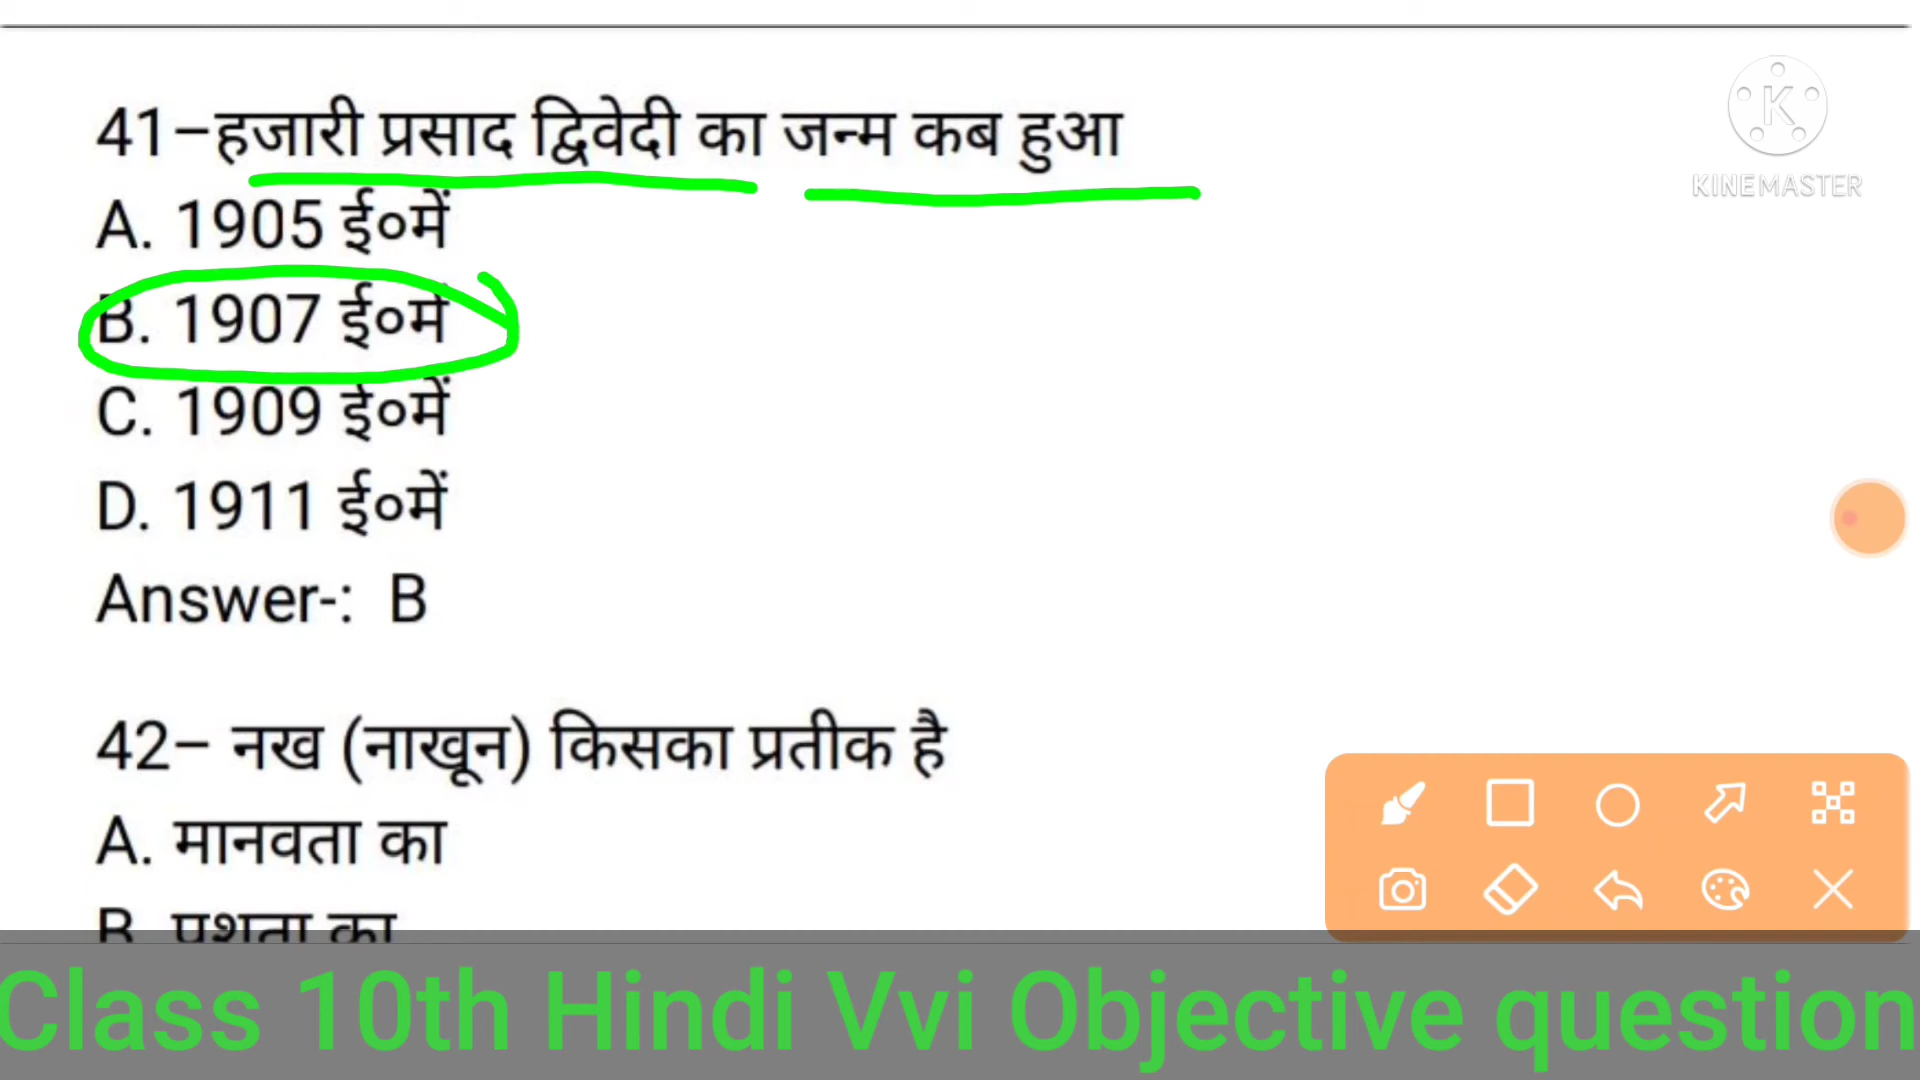 41–हजारी प्रसाद द्विवेदी का जन्म कब हुआ
A. 1905 ई०में
B. 1907 ई०में
C. 1909 ई०में
D. 1911 ई०में
Answer-: B
42– नख (नाखून) किसका प्रतीक है
A. मानवता का
B. पशुता का
Class 10th Hindi Vvi Objective question
K
KINEMASTER